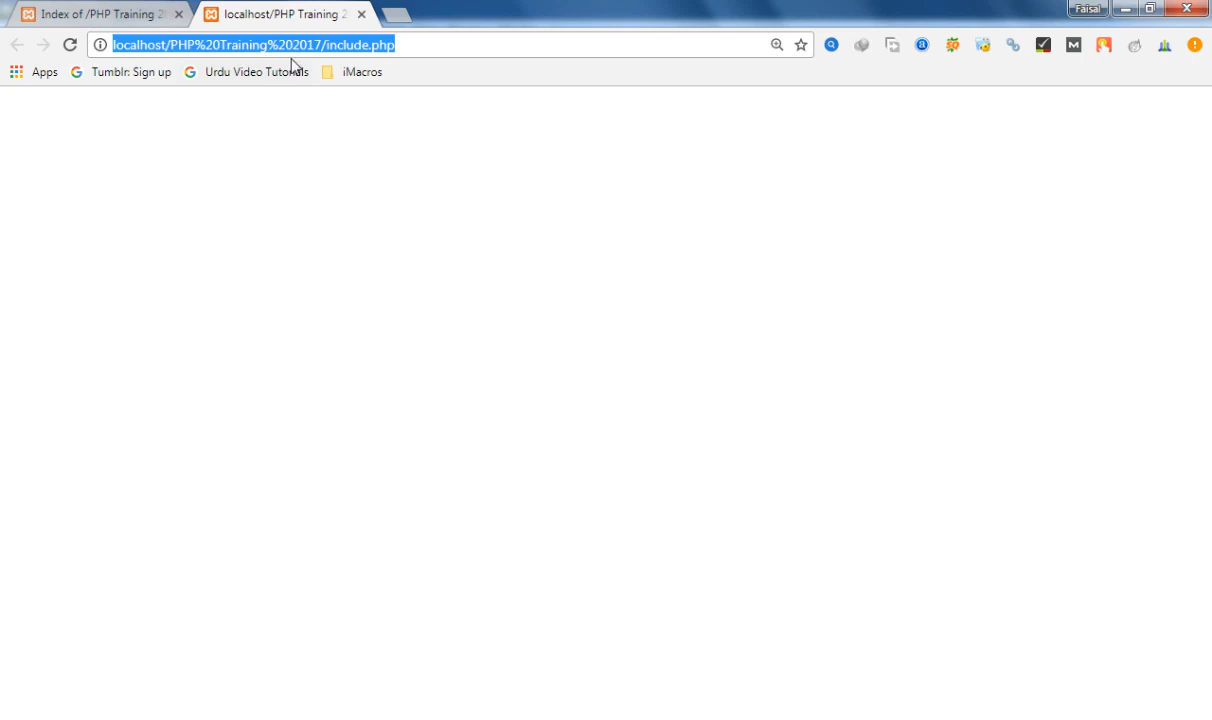 Index of /PHP Training 2
localhost/PHP Training 2
Faisal
localhost/PHP%20Training%202017/include.php
Apps
Tumblr: Sign up
Urdu Video Tutorials
iMacros